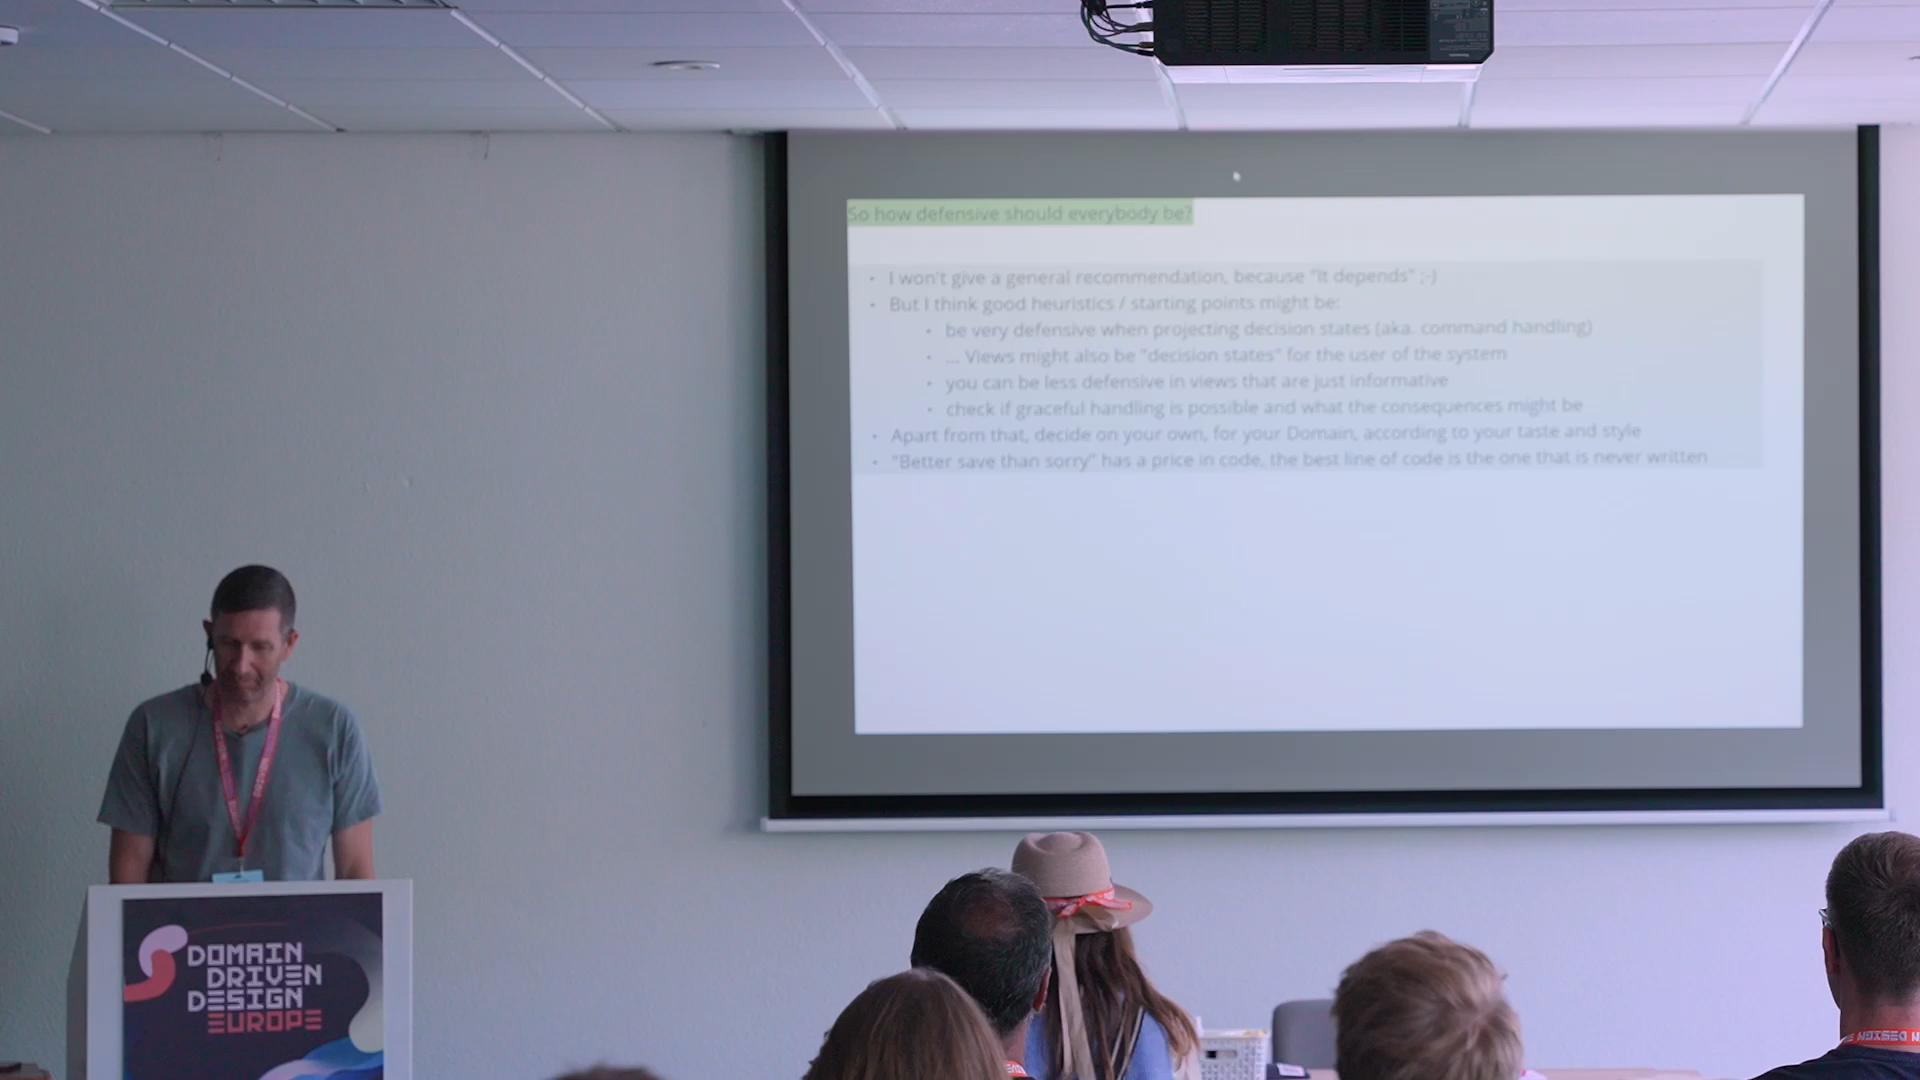 So how defensive should everybody be?
• I won't give a general recommendation, because "It depends" ;-)
• But I think good heuristics / starting points might be:
• be very defensive when projecting decision states (aka. command handling)
• ... Views might also be "decision states" for the user of the system
• you can be less defensive in views that are just informative
• check if graceful handling is possible and what the consequences might be
• Apart from that, decide on your own, for your Domain, according to your taste and style
• "Better save than sorry" has a price in code, the best line of code is the one that is never written
DOMAIN
DRIVEN
DESIGN
EUROPE